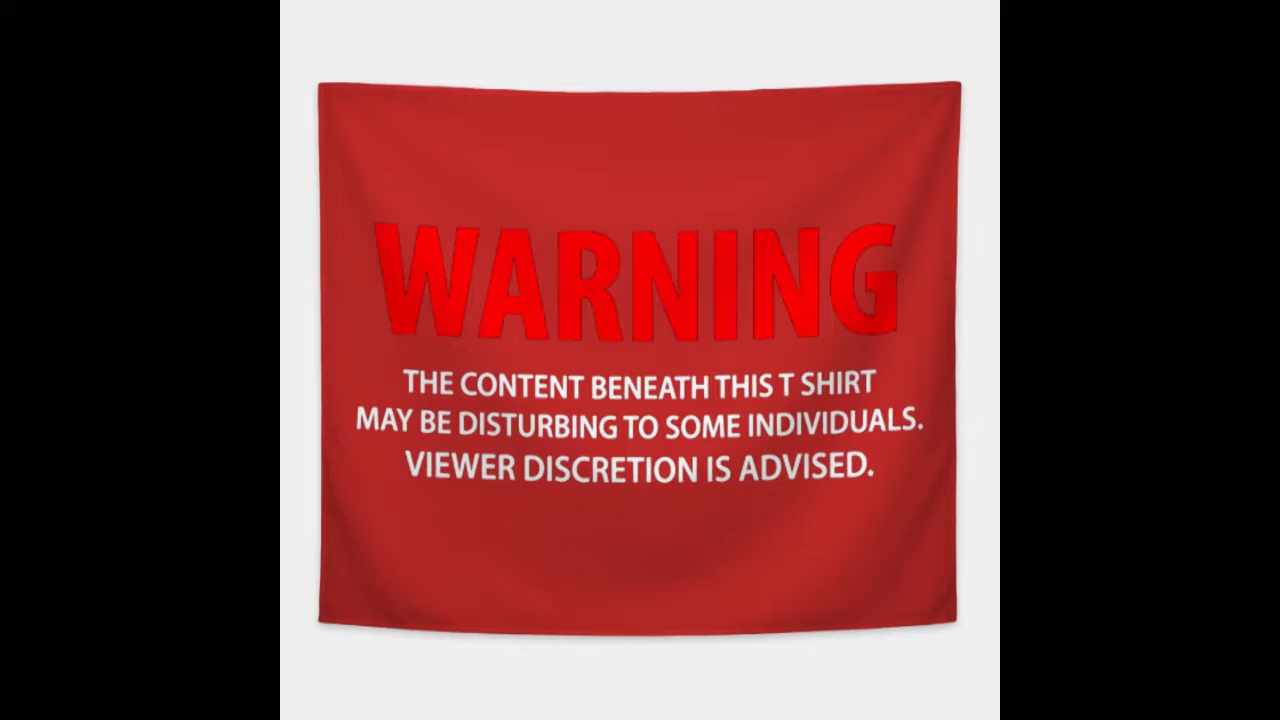 WARNING
THE CONTENT BENEATH THIS T SHIRT
MAY BE DISTURBING TO SOME INDIVIDUALS.
VIEWER DISCRETION IS ADVISED.